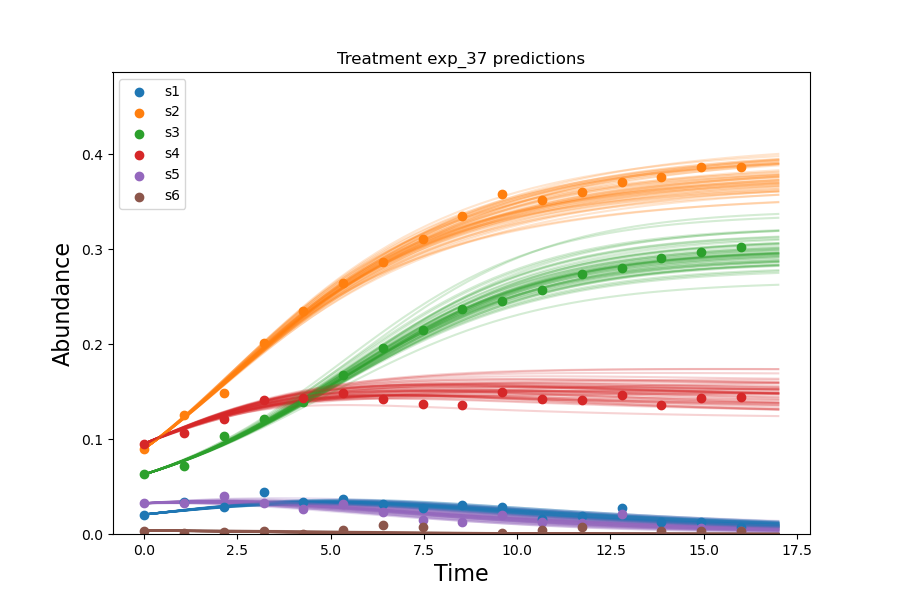 Treatment exp_37 predictions
s1
s2
s3
s4
s5
s6
Abundance
0.4
0.3
0.2
0.1
0.0
0.0 2.5 5.0 7.5 10.0 12.5 15.0 17.5
Time